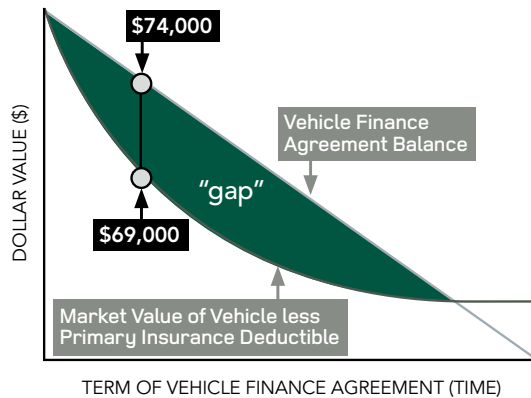 $74,000
DOLLAR VALUE ($)
Vehicle Finance
Agreement Balance
“gap”
$69,000
Market Value of Vehicle less
Primary Insurance Deductible
TERM OF VEHICLE FINANCE AGREEMENT (TIME)